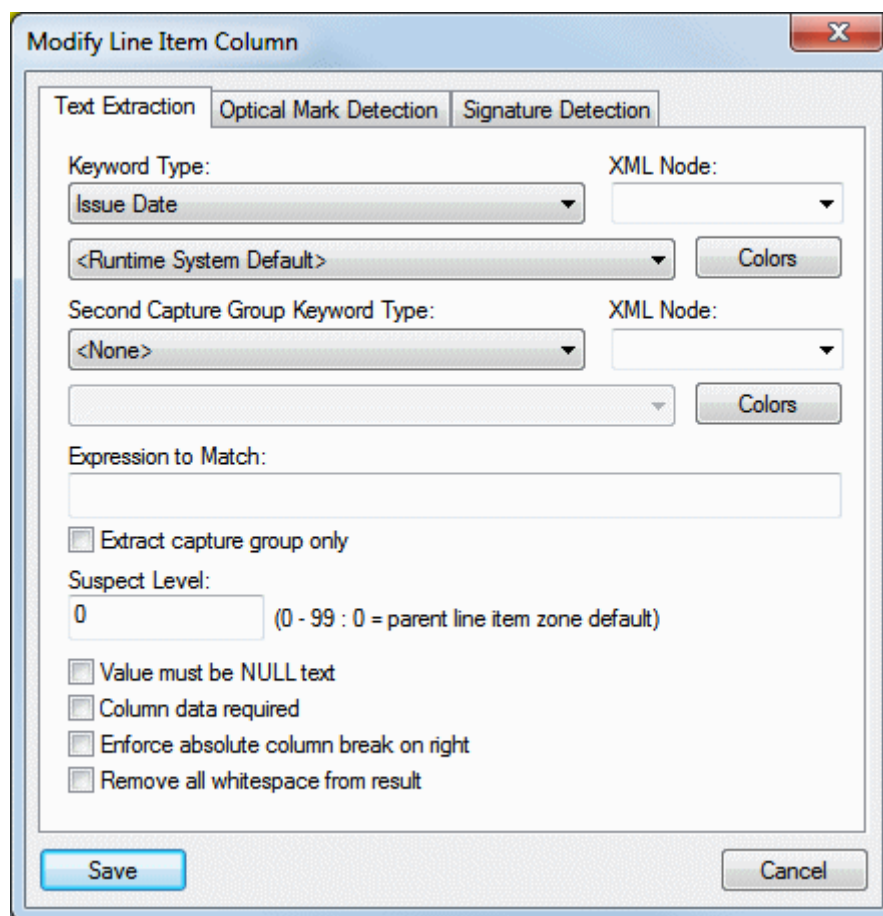 Modify Line Item Column
Text Extraction Optical Mark Detection Signature Detection
Keyword Type: XML Node:
Issue Date
<Runtime System Default> Colors
Second Capture Group Keyword Type: XML Node:
<None>
Colors
Expression to Match:
Extract capture group only
Suspect Level:
0 (0 - 99 : 0 = parent line item zone default)
Value must be NULL text
Column data required
Enforce absolute column break on right
Remove all whitespace from result
Save Cancel